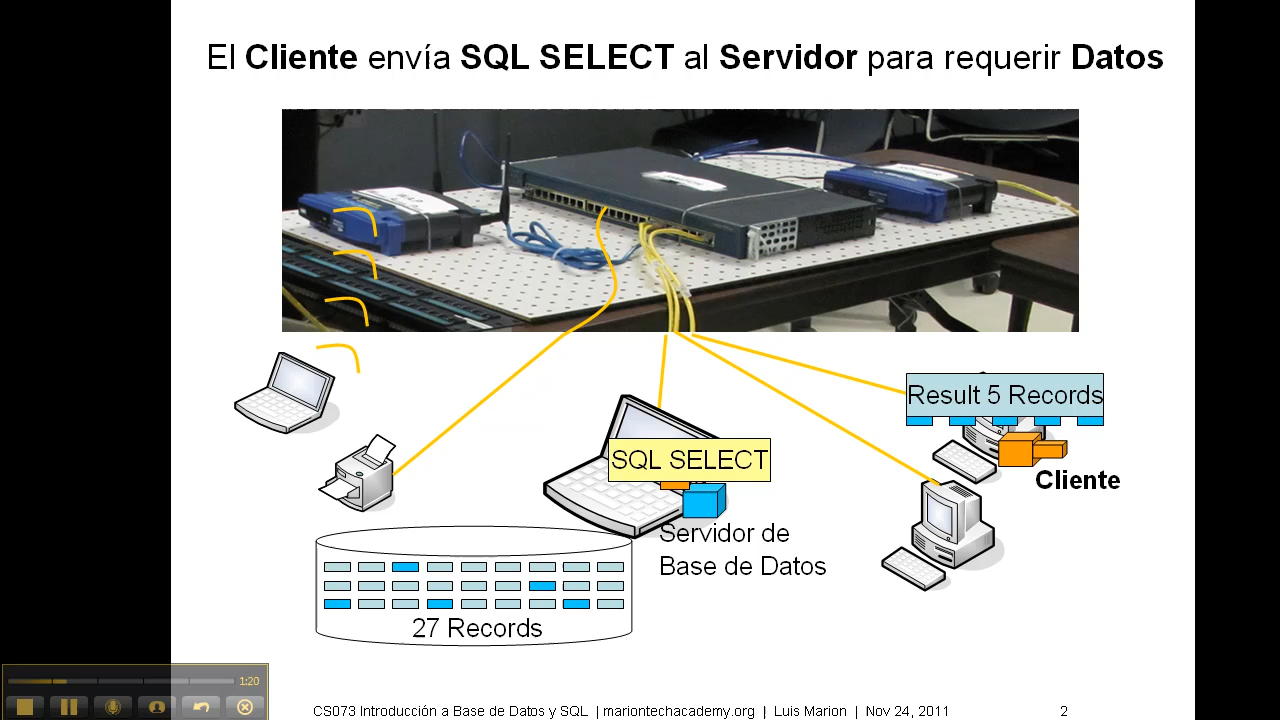 El Cliente envía SQL SELECT al Servidor para requerir Datos
Result 5 Records
SQL SELECT
Cliente
Servidor de
Base de Datos
27 Records
1:20
CS073 Introducción a Base de Datos y SQL | mariontechacademy.org | Luis Marion | Nov 24, 2011
2